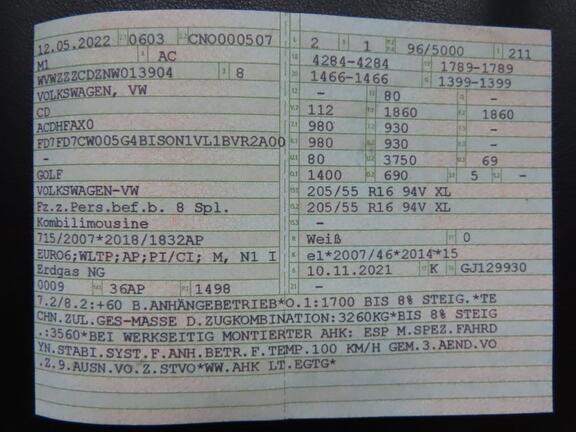 12.05.2022 0603 CNO000507
M1 AC
WVWZZZCDZNW013904 8
VOLKSWAGEN, VW
CD
ACDHFAX0
FD7FD7CW005G4BISON1VL1BVR2A00
-
GOLF
VOLKSWAGEN-VW
Fz.z.Pers.bef.b. 8 Spl.
Kombilimousine
715/2007*2018/1832AP
EURO6;WLTP;AP;PI/CI; M, N1 I
Erdgas NG
0009 36AP 1498
2 1 96/5000 211
4284-4284 1789-1789
1466-1466 1399-1399
- 80 -
112 1860 1860
980 930 -
980 930 -
80 3750 69
1400 690 5 -
205/55 R16 94V XL
205/55 R16 94V XL
-
Weiß 0
e1*2007/46*2014*15
10.11.2021 K GJ129930
7.2/8.2:+60 B.ANHÄNGEBETRIEB*O.1:1700 BIS 8% STEIG.*TE
CHN.ZUL.GES-MASSE D.ZUGKOMBINATION:3260KG*BIS 8% STEIG
.:3560*BEI WERKSEITIG MONTIERTER AHK: ESP M.SPEZ.FAHRD
YN.STABI.SYST.F.ANH.BETR.F.TEMP.100 KM/H GEM.3.AEND.VO
.Z.9.AUSN.VO.Z.STVO*WW.AHK LT.EGTG*